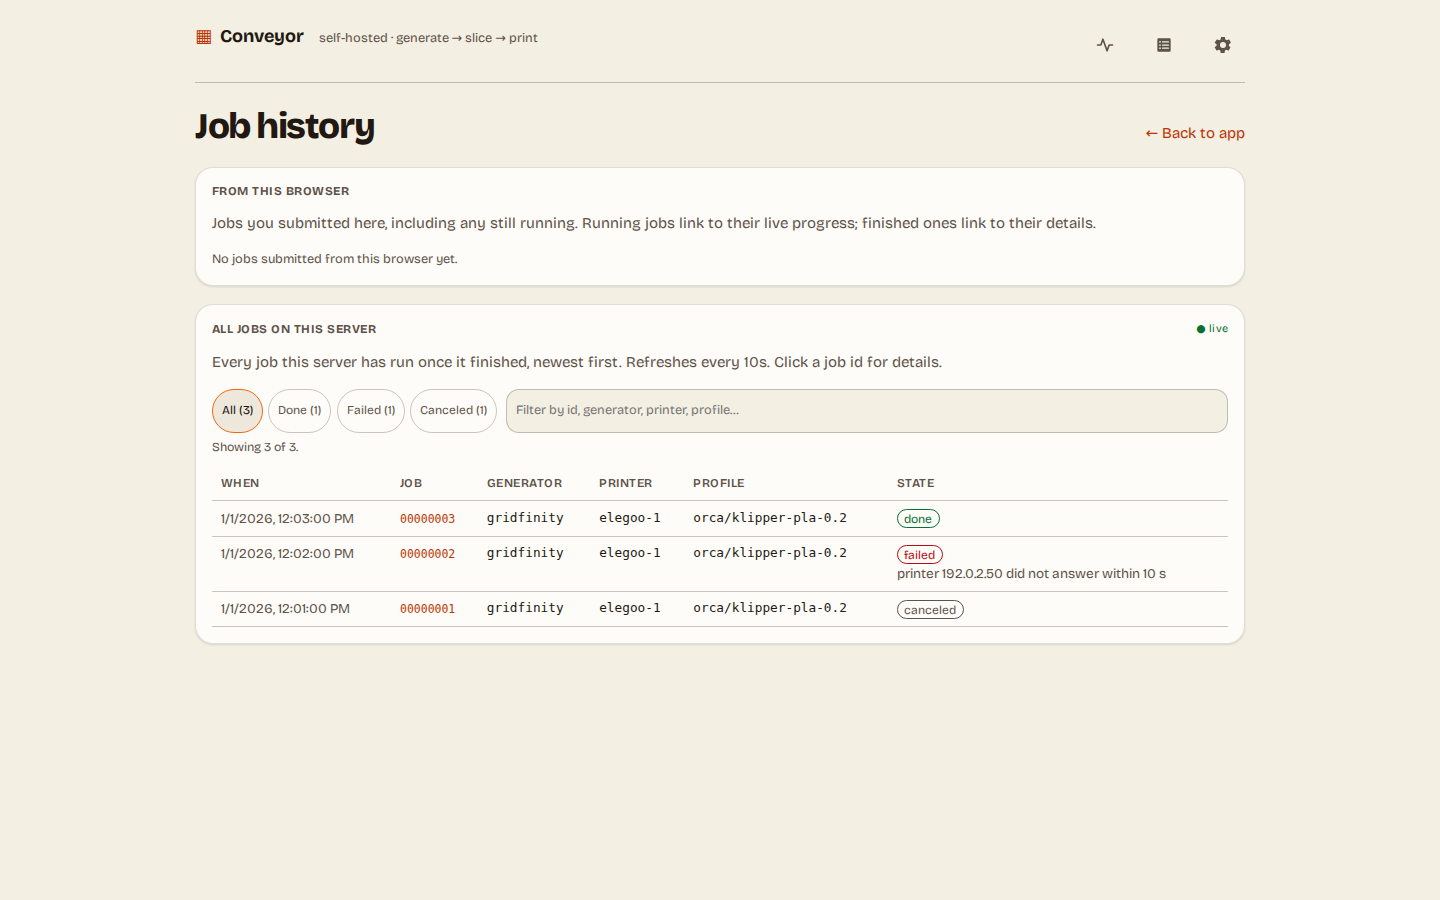 Conveyor self-hosted · generate → slice → print
Job history
← Back to app
FROM THIS BROWSER
Jobs you submitted here, including any still running. Running jobs link to their live progress; finished ones link to their details.
No jobs submitted from this browser yet.
ALL JOBS ON THIS SERVER
live
Every job this server has run once it finished, newest first. Refreshes every 10s. Click a job id for details.
All (3) Done (1) Failed (1) Canceled (1) Filter by id, generator, printer, profile...
Showing 3 of 3.
WHEN JOB GENERATOR PRINTER PROFILE STATE
1/1/2026, 12:03:00 PM 00000003 gridfinity elegoo-1 orca/klipper-pla-0.2 done
1/1/2026, 12:02:00 PM 00000002 gridfinity elegoo-1 orca/klipper-pla-0.2 failed
printer 192.0.2.50 did not answer within 10 s
1/1/2026, 12:01:00 PM 00000001 gridfinity elegoo-1 orca/klipper-pla-0.2 canceled